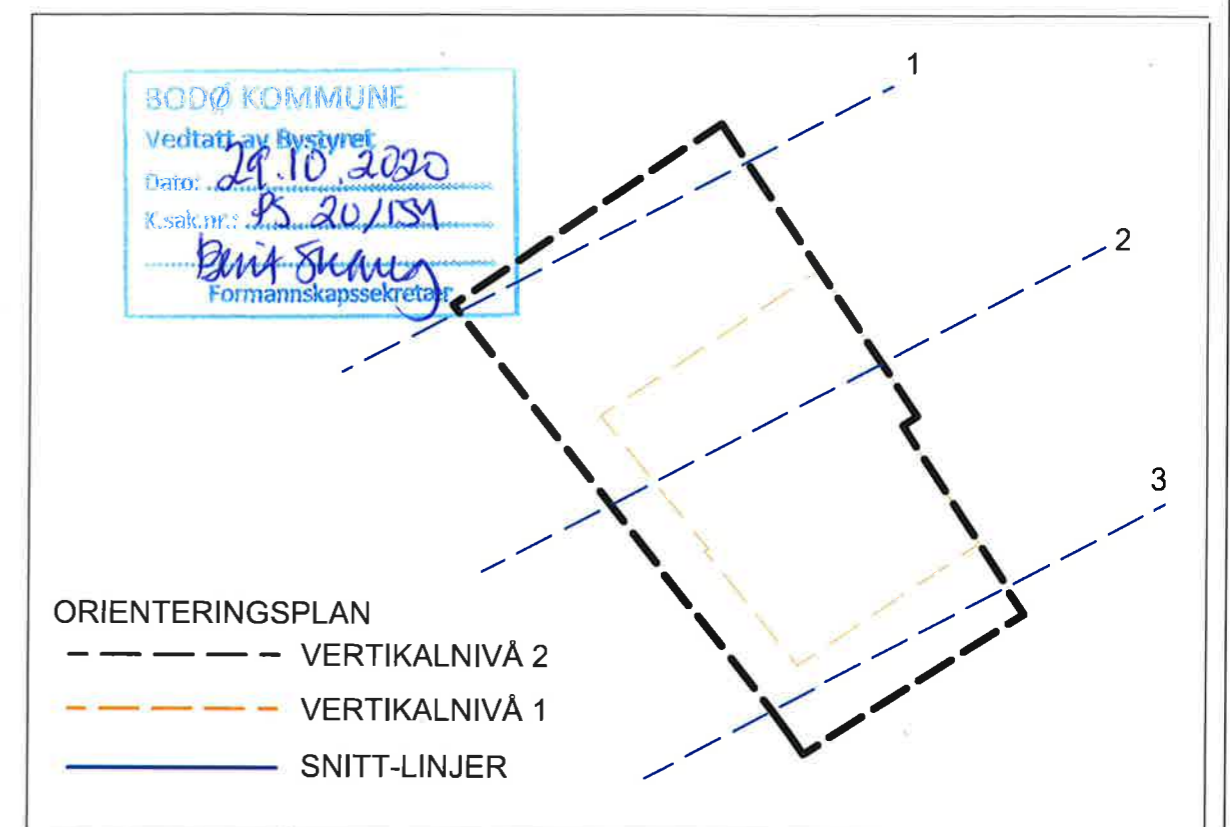 1
BODØ KOMMUNE
Vedtatt av Bystyret
Dato: 29.10.2020
K.sak.nr.: PS 20/154
Formannskapssekretær
2
3
ORIENTERINGSPLAN
VERTIKALNIVÅ 2
VERTIKALNIVÅ 1
SNITT-LINJER